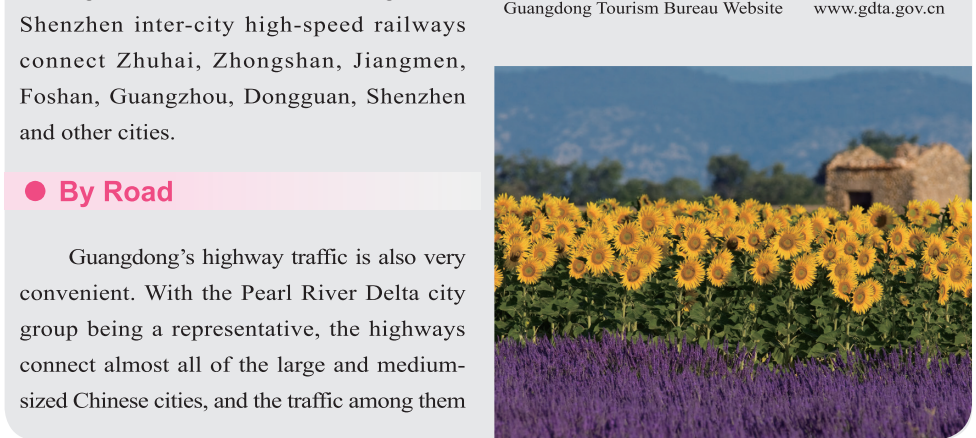 Shenzhen inter-city high-speed railways
connect Zhuhai, Zhongshan, Jiangmen,
Foshan, Guangzhou, Dongguan, Shenzhen
and other cities.
By Road
Guangdong’s highway traffic is also very
convenient. With the Pearl River Delta city
group being a representative, the highways
connect almost all of the large and medium-
sized Chinese cities, and the traffic among them
Guangdong Tourism Bureau Website www.gdta.gov.cn